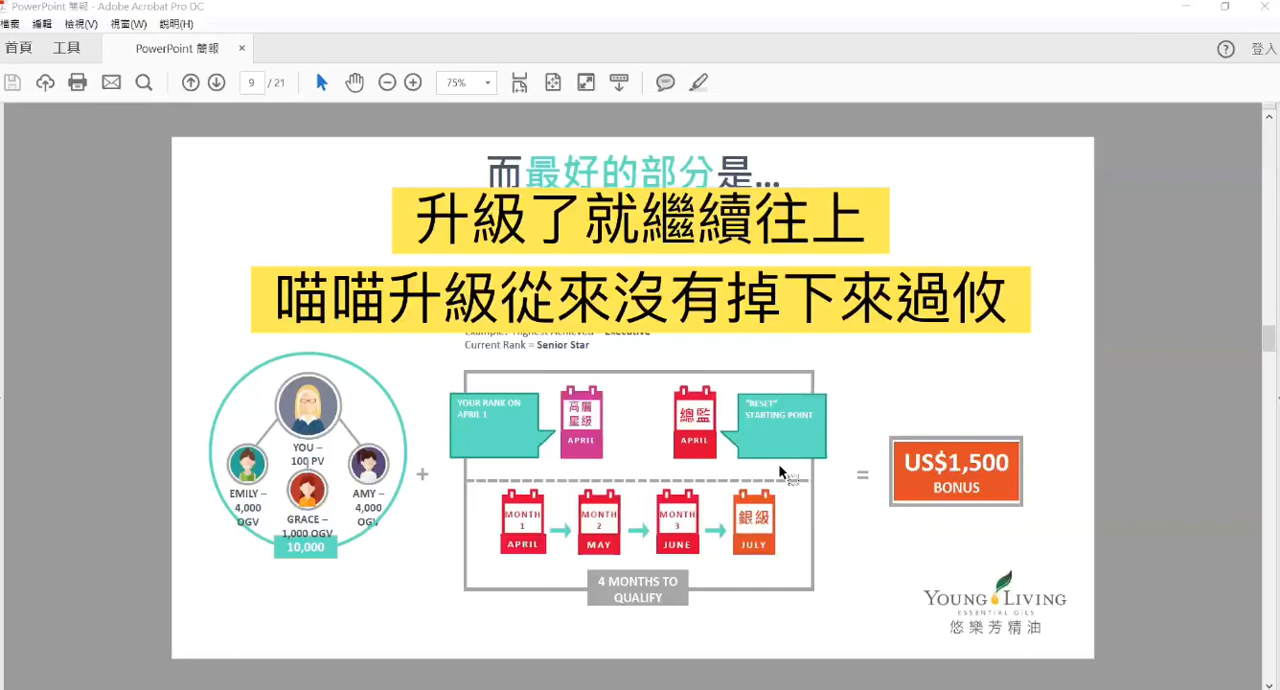 PowerPoint 簡報 - Adobe Acrobat Pro DC
檔案 編輯 檢視(V) 視窗(W) 說明(H)
首頁 工具 PowerPoint 簡報 × 登入
9 / 21 75%
而最好的部分是...
升級了就繼續往上
喵喵升級從來沒有掉下來過攸
Current Rank = Senior Star
YOUR RANK ON
APRIL 1
高層
星級
APRIL
總監
APRIL
"RESET"
STARTING POINT
YOU –
100 PV
EMILY –
4,000
OGV
GRACE –
1,000 OGV
AMY –
4,000
OGV
10,000
+
MONTH
1
APRIL
MONTH
2
MAY
MONTH
3
JUNE
銀級
JULY
4 MONTHS TO
QUALIFY
=
US$1,500
BONUS
YOUNG LIVING
ESSENTIAL OILS
悠樂芳精油